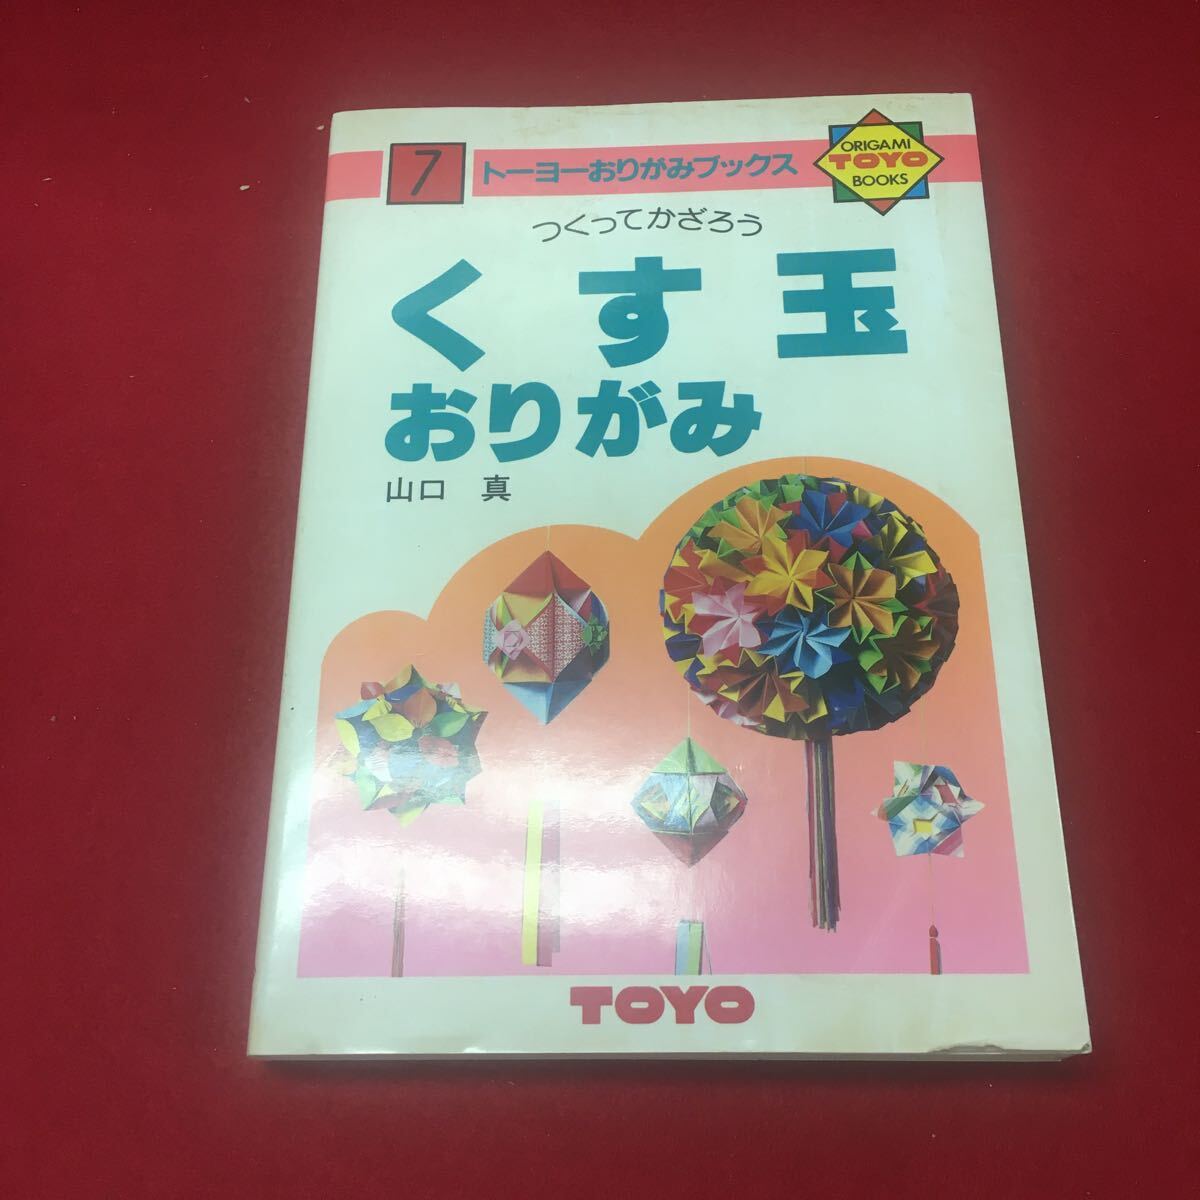 7 トーヨーおりがみブックス
ORIGAMI
TOYO
BOOKS
つくってかざろう
くす玉
おりがみ
山口 真
TOYO